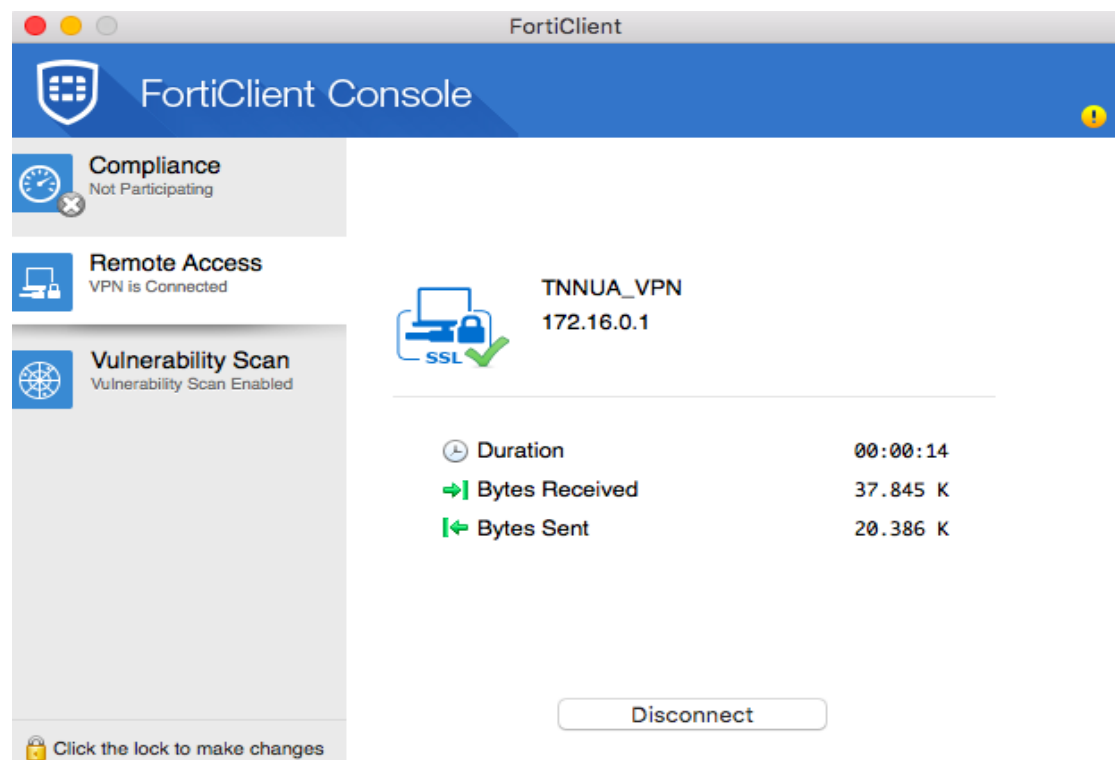 FortiClient
FortiClient Console
Compliance
Not Participating
Remote Access
VPN is Connected
Vulnerability Scan
Vulnerability Scan Enabled
Click the lock to make changes
TNNUA_VPN
172.16.0.1
SSL
Duration 00:00:14
Bytes Received 37.845 K
Bytes Sent 20.386 K
Disconnect